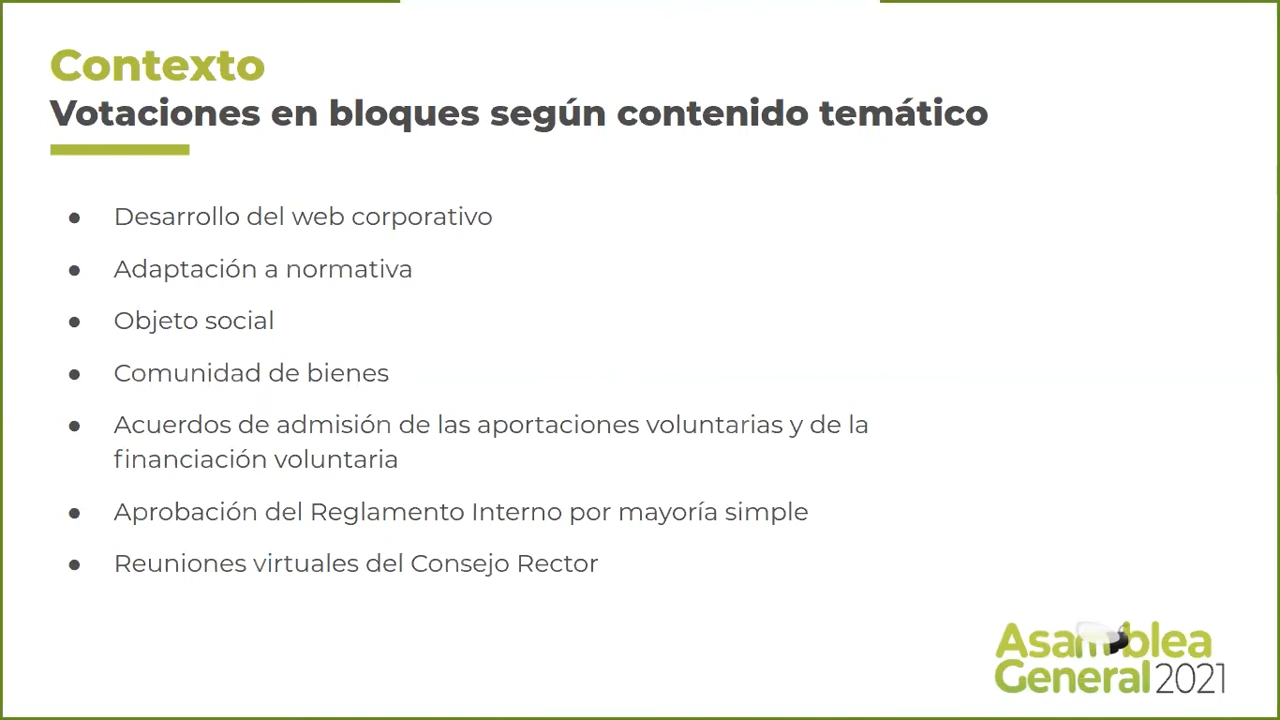 Contexto
Votaciones en bloques según contenido temático
● Desarrollo del web corporativo
● Adaptación a normativa
● Objeto social
● Comunidad de bienes
● Acuerdos de admisión de las aportaciones voluntarias y de la
financiación voluntaria
● Aprobación del Reglamento Interno por mayoría simple
● Reuniones virtuales del Consejo Rector
Asamblea
General 2021